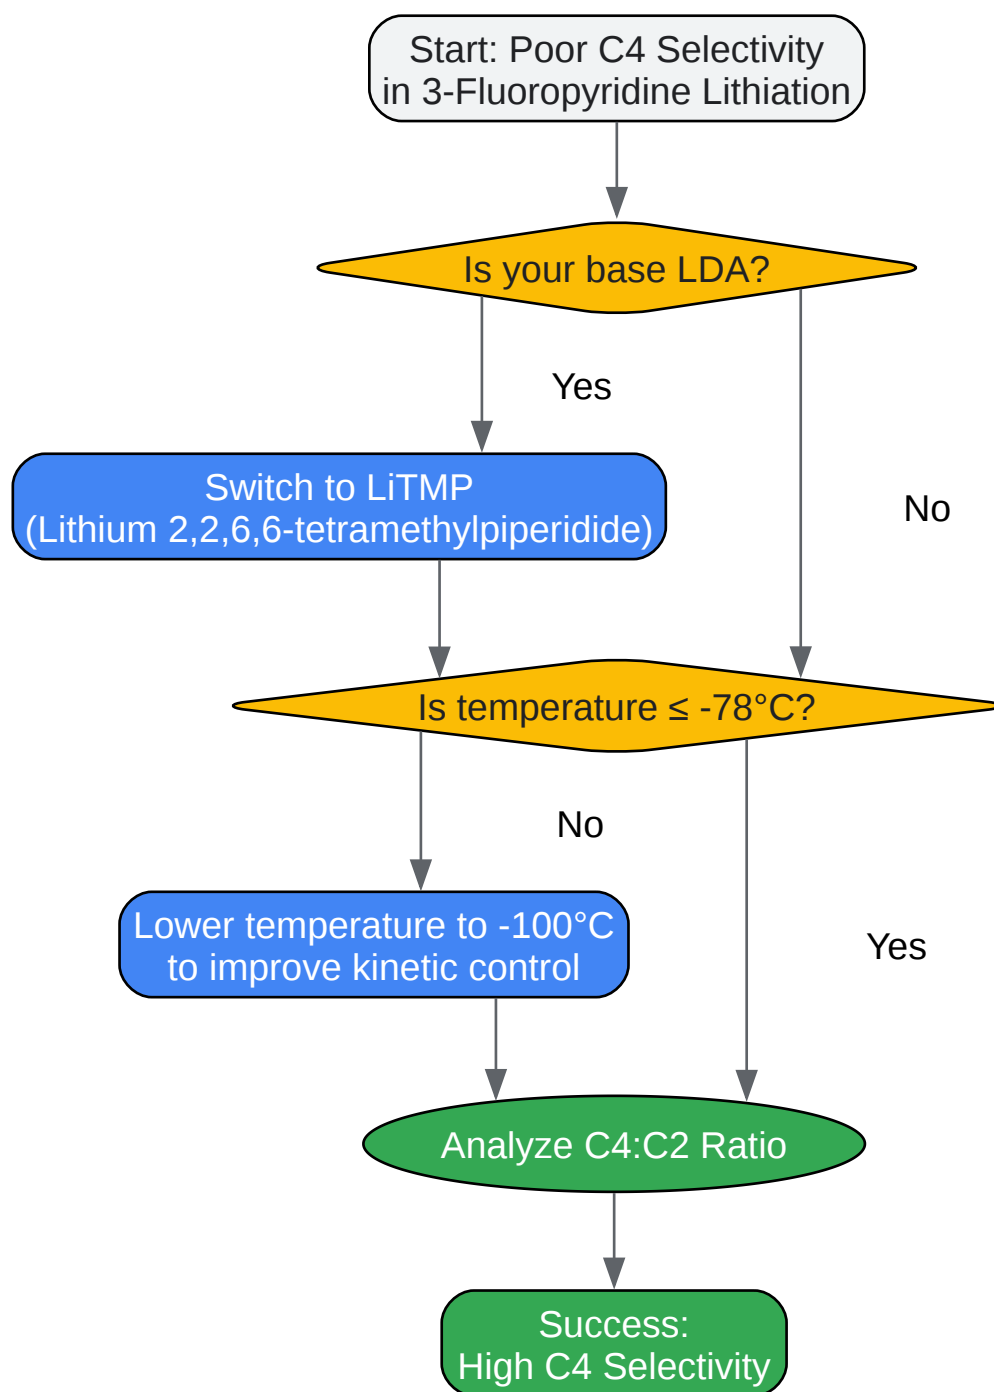 Start: Poor C4 Selectivity
in 3-Fluoropyridine Lithiation
Is your base LDA?
Yes
Switch to LiTMP
(Lithium 2,2,6,6-tetramethylpiperidide)
No
Is temperature ≤ -78°C?
No
Lower temperature to -100°C
to improve kinetic control
Yes
Analyze C4:C2 Ratio
Success:
High C4 Selectivity